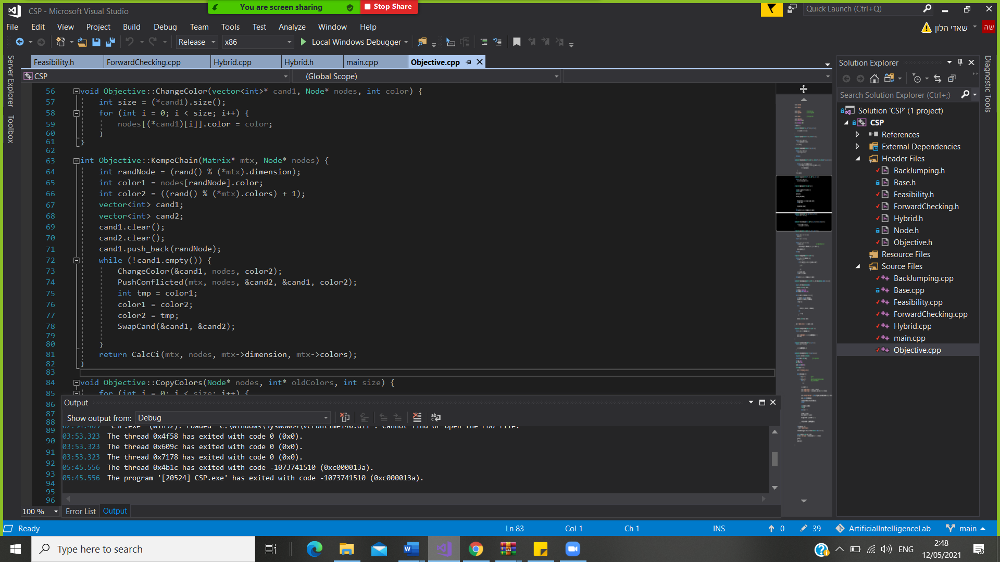 CSP - Microsoft Visual Studio
You are screen sharing
Stop Share
Quick Launch (Ctrl+Q)
File Edit View Project Build Debug Team Tools Test Analyze Window Help
שאדי הלון
שה
Release x86 Local Windows Debugger
Server Explorer
Toolbox
Feasibility.h ForwardChecking.cpp Hybrid.cpp Hybrid.h main.cpp Objective.cpp
CSP (Global Scope)
56 void Objective::ChangeColor(vector<int>* cand1, Node* nodes, int color) {
57 int size = (*cand1).size();
58 for (int i = 0; i < size; i++) {
59 nodes[(*cand1)[i]].color = color;
60 }
61 }
62
63 int Objective::KempeChain(Matrix* mtx, Node* nodes) {
64 int randNode = (rand() % (*mtx).dimension);
65 int color1 = nodes[randNode].color;
66 int color2 = ((rand() % (*mtx).colors) + 1);
67 vector<int> cand1;
68 vector<int> cand2;
69 cand1.clear();
70 cand2.clear();
71 cand1.push_back(randNode);
72 while (!cand1.empty()) {
73 ChangeColor(&cand1, nodes, color2);
74 PushConflicted(mtx, nodes, &cand2, &cand1, color2);
75 int tmp = color1;
76 color1 = color2;
77 color2 = tmp;
78 SwapCand(&cand1, &cand2);
79
80 }
81 return CalcCi(mtx, nodes, mtx->dimension, mtx->colors);
82 }
83
84 void Objective::CopyColors(Node* nodes, int* oldColors, int size) {
85 for (int i = 0; i < size; i++) {
86
87
88
89
90
91
92
93
94
95
96
Output
Show output from: Debug
02:54.469 'CSP.exe' (Win32): Loaded 'C:\Windows\SysWOW64\vcruntime140.dll'. Cannot find or open the PDB file.
03:53.323 The thread 0x4f58 has exited with code 0 (0x0).
03:53.323 The thread 0x609c has exited with code 0 (0x0).
03:53.323 The thread 0x7178 has exited with code 0 (0x0).
05:45.556 The thread 0x4b1c has exited with code -1073741510 (0xc000013a).
05:45.556 The program '[20524] CSP.exe' has exited with code -1073741510 (0xc000013a).
100 %
Error List Output
Solution Explorer
Search Solution Explorer (Ctrl+;)
Solution 'CSP' (1 project)
CSP
References
External Dependencies
Header Files
BackJumping.h
Base.h
Feasibility.h
ForwardChecking.h
Hybrid.h
Node.h
Objective.h
Resource Files
Source Files
BackJumping.cpp
Base.cpp
Feasibility.cpp
ForwardChecking.cpp
Hybrid.cpp
main.cpp
Objective.cpp
Diagnostic Tools
Ready Ln 83 Col 1 Ch 1 INS 0 39 ArtificialIntelligenceLab main
Type here to search
ENG
2:48
12/05/2021